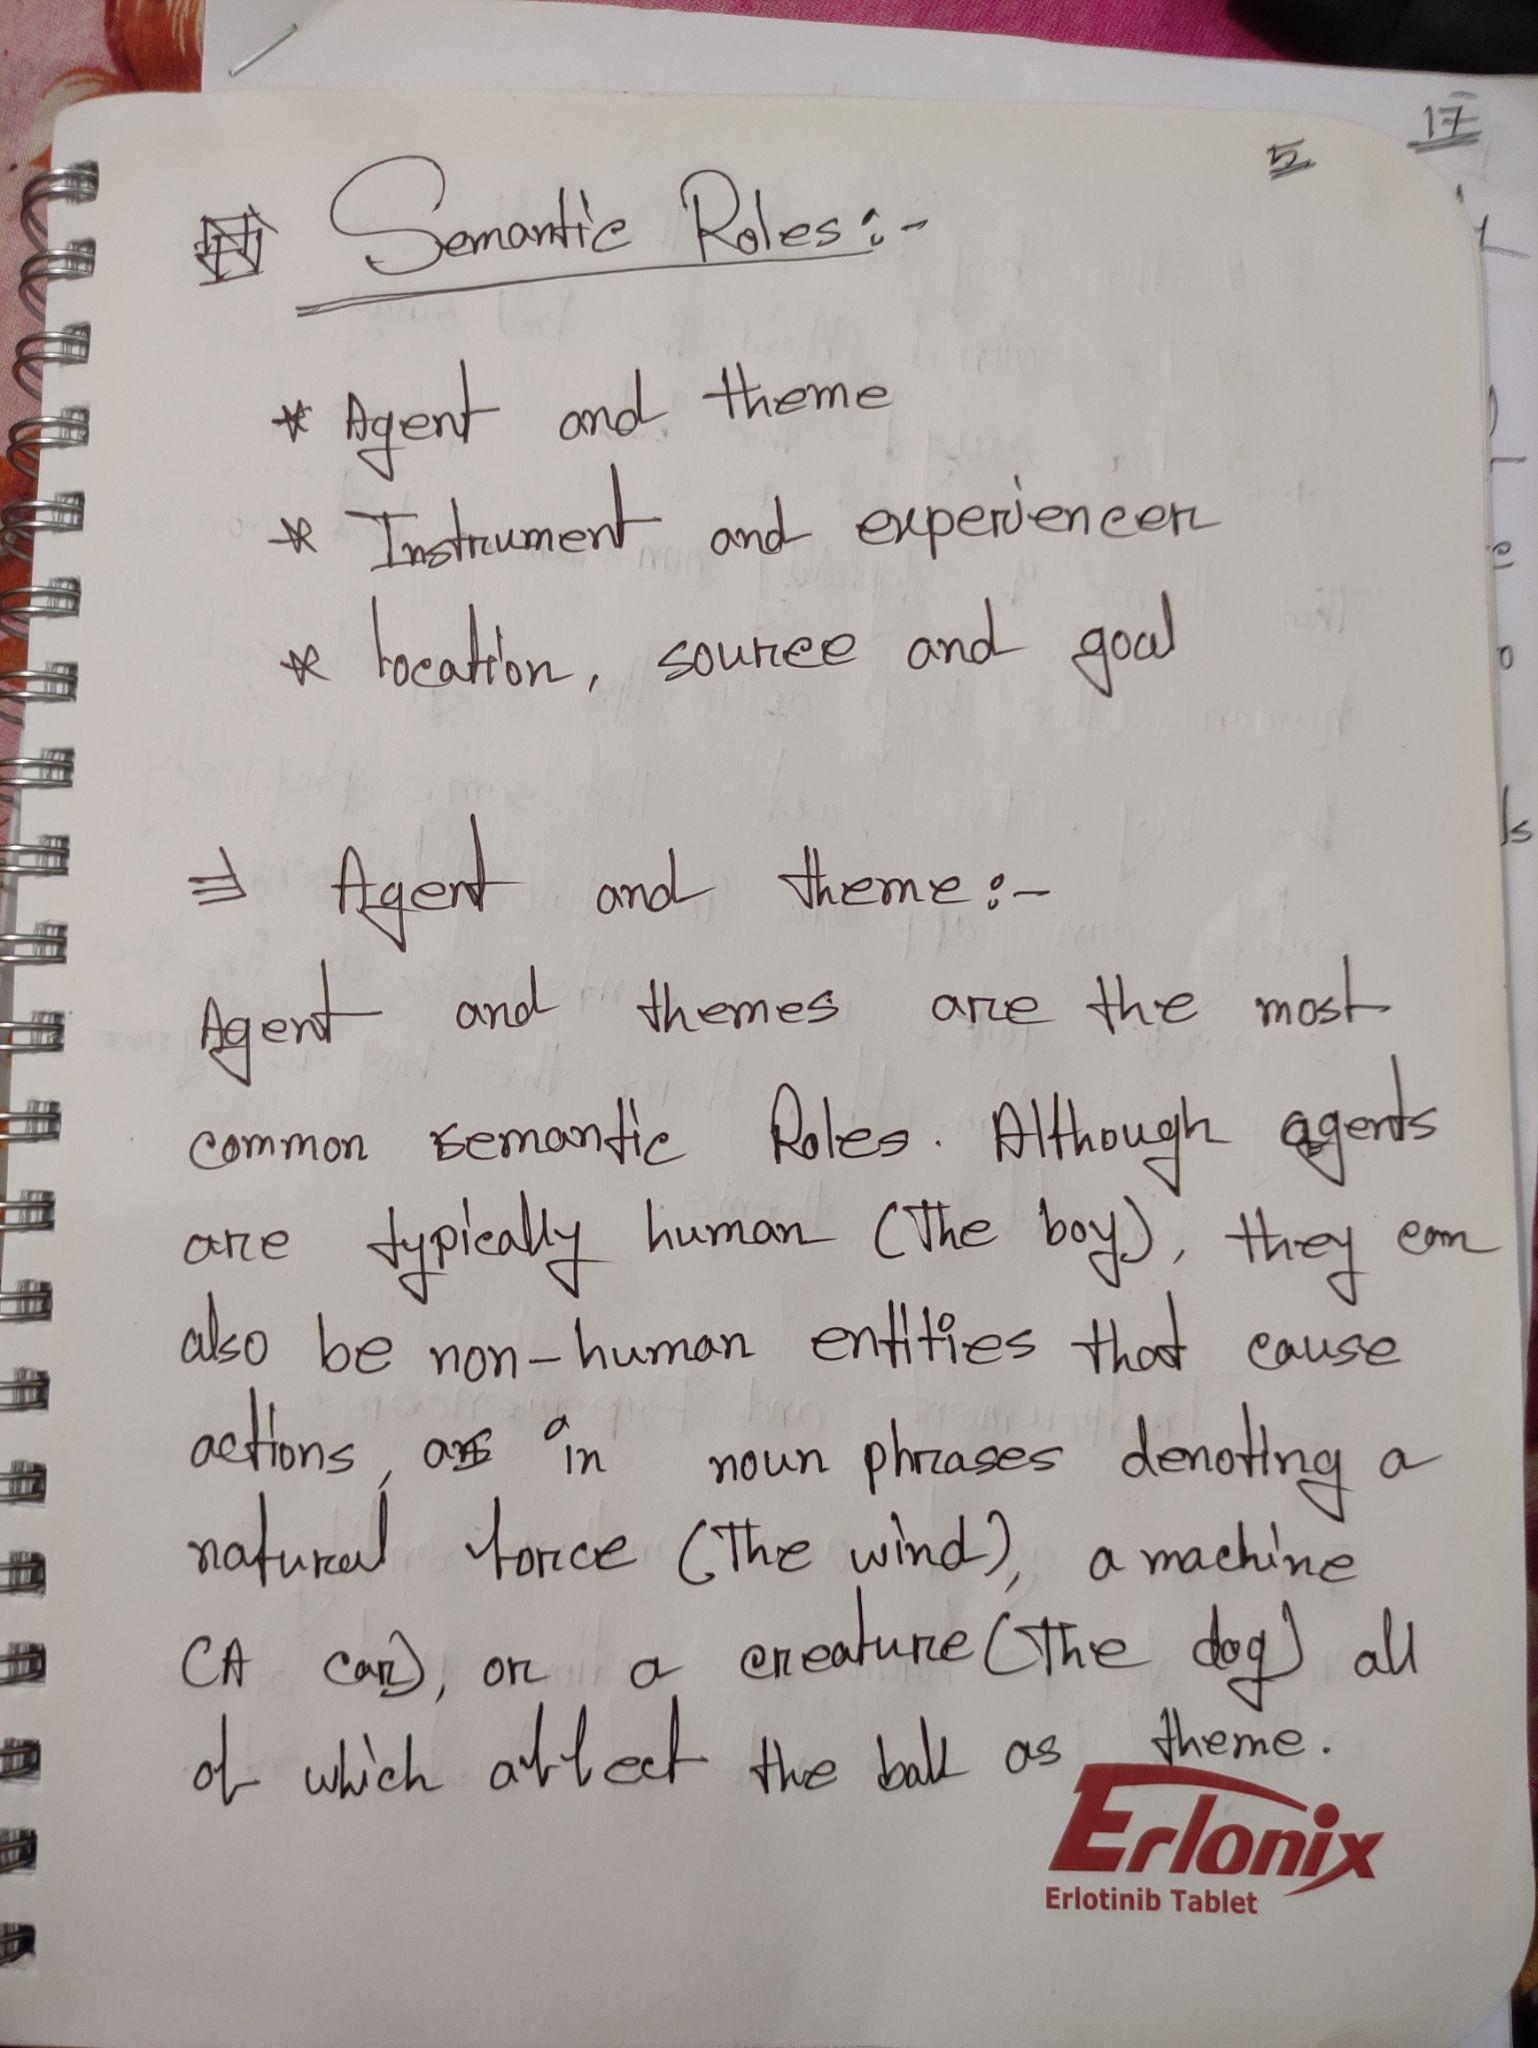 17
5
Semantic Roles:-
* Agent and theme
* Instrument and experiencer
* location, source and goal
⇒ Agent and theme:-
Agent and themes are the most
common semantic Roles. Although agents
are typically human (The boy), they can
also be non-human entities that cause
actions, as in noun phrases denoting a
natural force (The wind), a machine
(A car), or a creature (The dog) all
of which affect the ball as theme.
Erlonix
Erlotinib Tablet